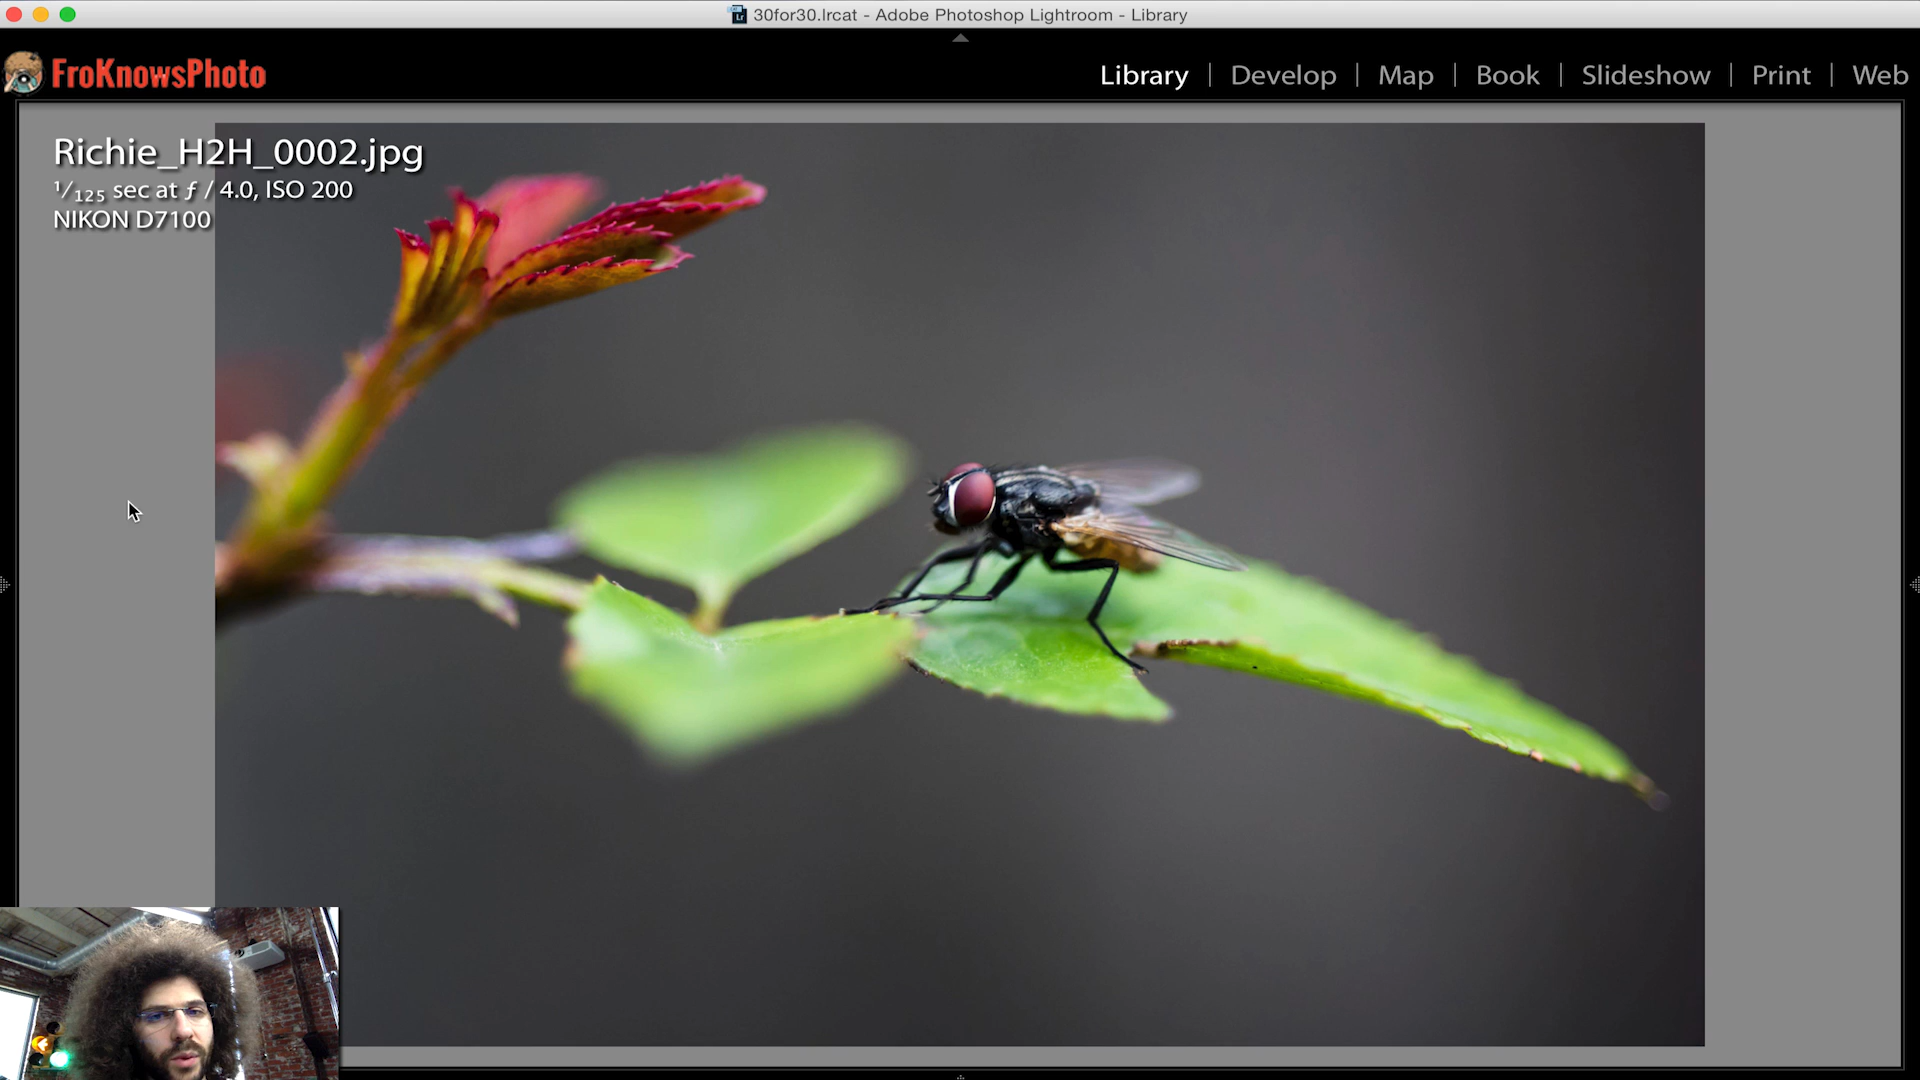 30for30.lrcat - Adobe Photoshop Lightroom - Library
FroKnowsPhoto
Library | Develop | Map | Book | Slideshow | Print | Web
Richie_H2H_0002.jpg
1/125 sec at ƒ / 4.0, ISO 200
NIKON D7100